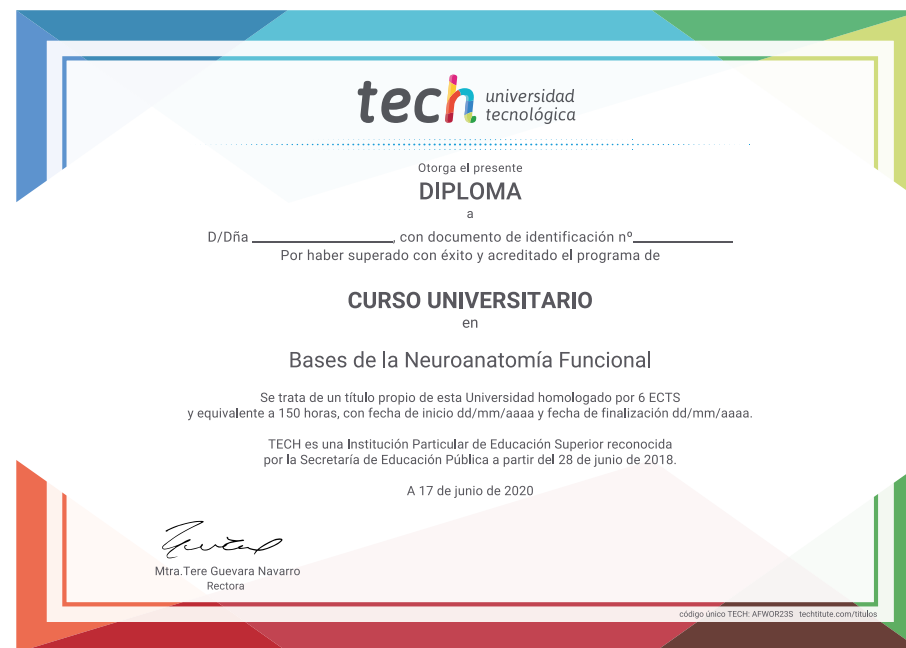 tech universidad
tecnológica
Otorga el presente
DIPLOMA
a
D/Dña ____________________, con documento de identificación nº______________
Por haber superado con éxito y acreditado el programa de
CURSO UNIVERSITARIO
en
Bases de la Neuroanatomía Funcional
Se trata de un título propio de esta Universidad homologado por 6 ECTS
y equivalente a 150 horas, con fecha de inicio dd/mm/aaaa y fecha de finalización dd/mm/aaaa.
TECH es una Institución Particular de Educación Superior reconocida
por la Secretaría de Educación Pública a partir del 28 de junio de 2018.
A 17 de junio de 2020
Mtra.Tere Guevara Navarro
Rectora
código único TECH: AFWOR23S techtitute.com/titulos